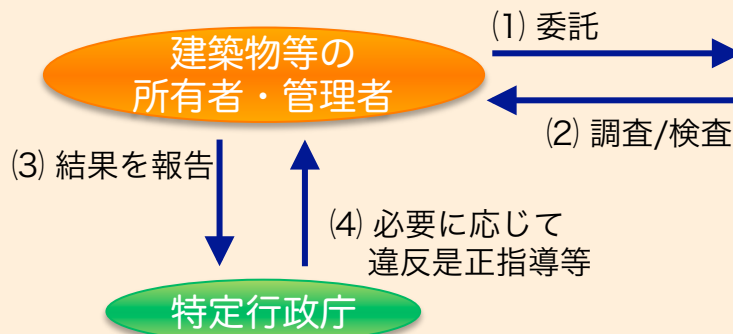 (1) 委託
建築物等の
所有者・管理者
(2) 調査/検査
(3) 結果を報告
(4) 必要に応じて
違反是正指導等
特定行政庁